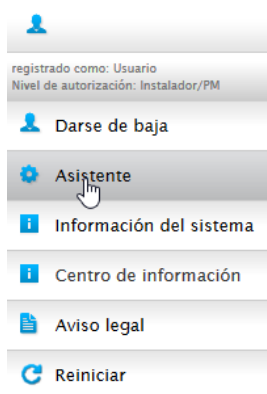 registrado como: Usuario
Nivel de autorización: Instalador/PM
Darse de baja
Asistente
Información del sistema
Centro de información
Aviso legal
Reiniciar